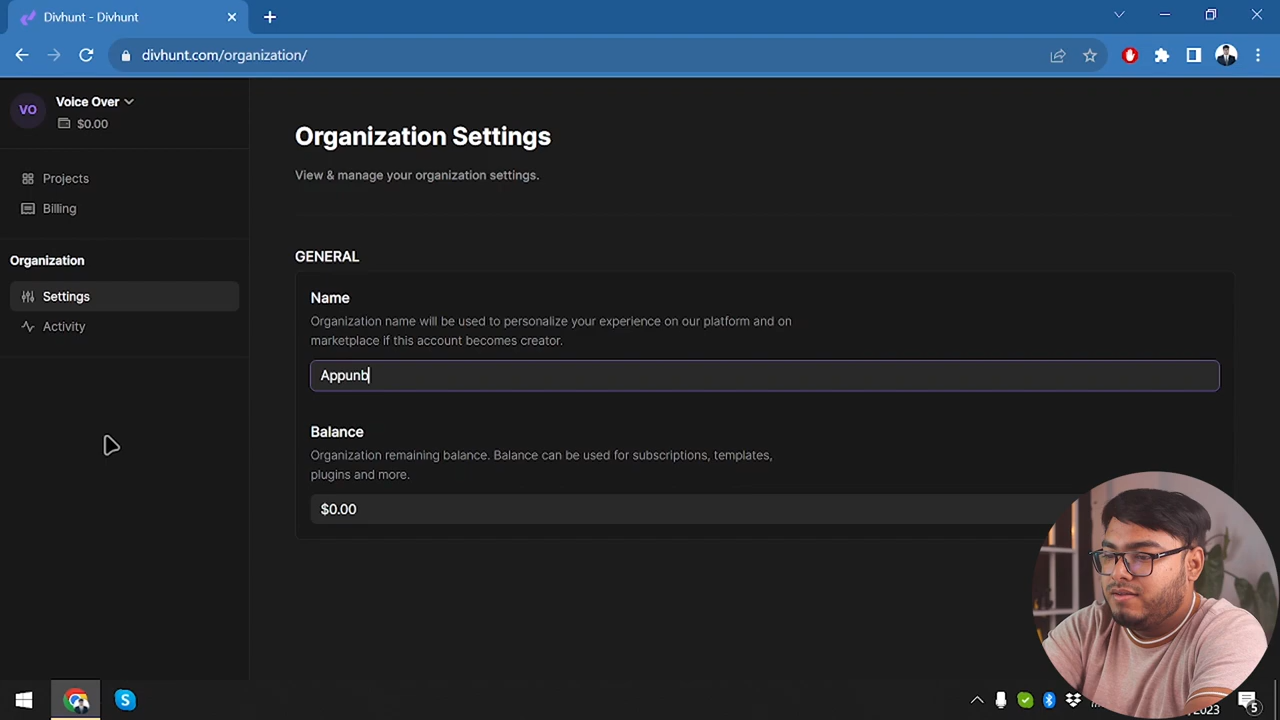 Divhunt - Divhunt
divhunt.com/organization/
VO
Voice Over
$0.00
Projects
Billing
Organization
Settings
Activity
Organization Settings
View & manage your organization settings.
GENERAL
Name
Organization name will be used to personalize your experience on our platform and on
marketplace if this account becomes creator.
Appunb
Balance
Organization remaining balance. Balance can be used for subscriptions, templates,
plugins and more.
$0.00
S
2023
5